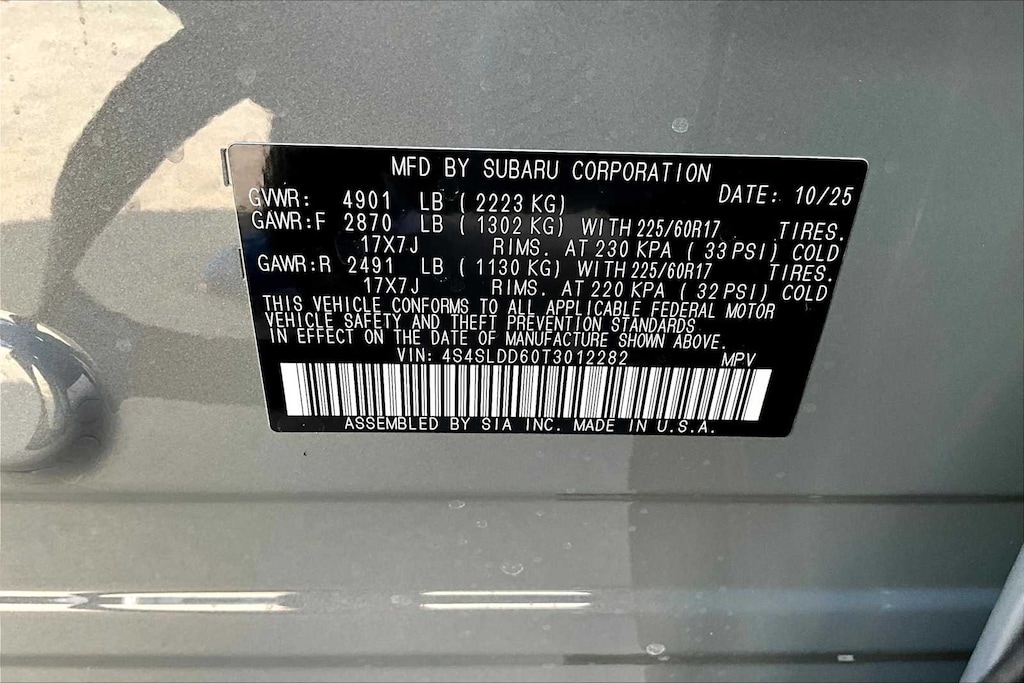 MFD BY SUBARU CORPORATION
GVWR: 4901 LB ( 2223 KG) DATE: 10/25
GAWR:F 2870 LB ( 1302 KG) WITH 225/60R17 TIRES.
17X7J RIMS. AT 230 KPA ( 33 PSI) COLD
GAWR:R 2491 LB ( 1130 KG) WITH 225/60R17 TIRES.
17X7J RIMS. AT 220 KPA ( 32 PSI) COLD
THIS VEHICLE CONFORMS TO ALL APPLICABLE FEDERAL MOTOR
VEHICLE SAFETY AND THEFT PREVENTION STANDARDS
IN EFFECT ON THE DATE OF MANUFACTURE SHOWN ABOVE.
VIN: 4S4SLDD60T3012282 MPV
ASSEMBLED BY SIA INC. MADE IN U.S.A.